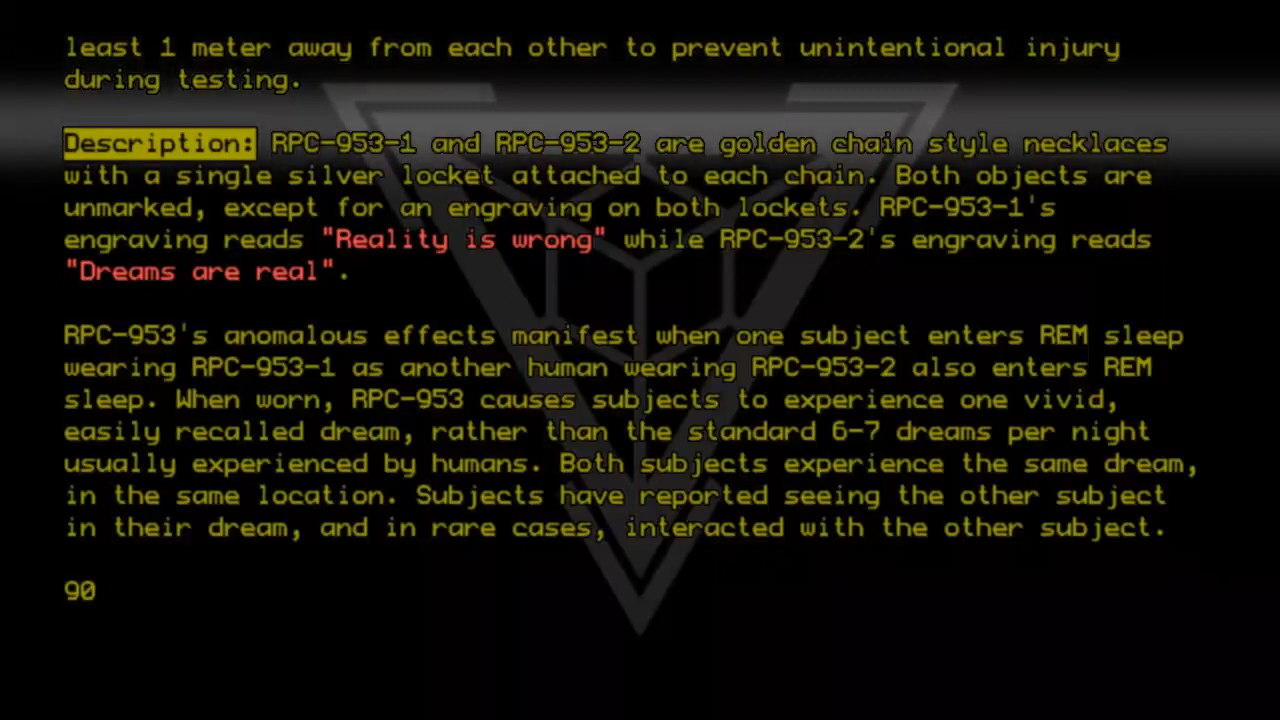 least 1 meter away from each other to prevent unintentional injury
during testing.
Description: RPC-953-1 and RPC-953-2 are golden chain style necklaces
with a single silver locket attached to each chain. Both objects are
unmarked, except for an engraving on both lockets. RPC-953-1's
engraving reads "Reality is wrong" while RPC-953-2's engraving reads
"Dreams are real".
RPC-953's anomalous effects manifest when one subject enters REM sleep
wearing RPC-953-1 as another human wearing RPC-953-2 also enters REM
sleep. When worn, RPC-953 causes subjects to experience one vivid,
easily recalled dream, rather than the standard 6-7 dreams per night
usually experienced by humans. Both subjects experience the same dream,
in the same location. Subjects have reported seeing the other subject
in their dream, and in rare cases, interacted with the other subject.
90